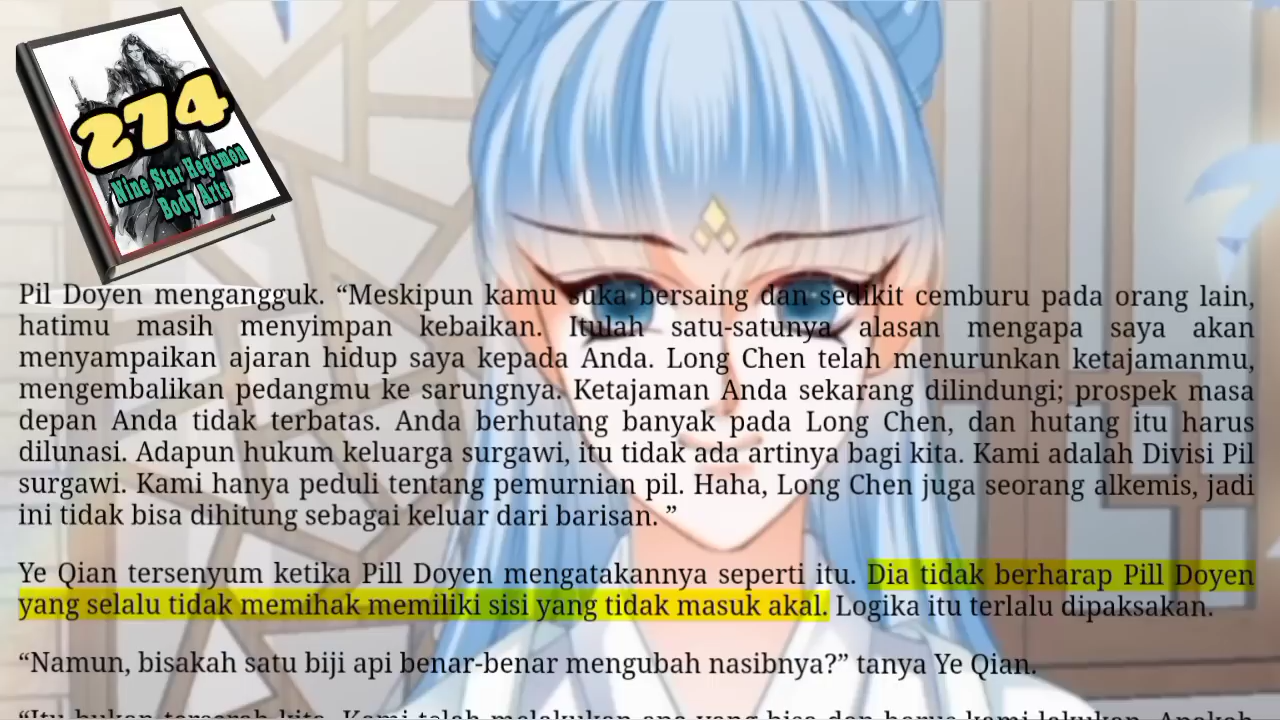 274
Nine Star Hegemon
Body Arts
Pil Doyen mengangguk. “Meskipun kamu suka bersaing dan sedikit cemburu pada orang lain,
hatimu masih menyimpan kebaikan. Itulah satu-satunya alasan mengapa saya akan
menyampaikan ajaran hidup saya kepada Anda. Long Chen telah menurunkan ketajamanmu,
mengembalikan pedangmu ke sarungnya. Ketajaman Anda sekarang dilindungi; prospek masa
depan Anda tidak terbatas. Anda berhutang banyak pada Long Chen, dan hutang itu harus
dilunasi. Adapun hukum keluarga surgawi, itu tidak ada artinya bagi kita. Kami adalah Divisi Pil
surgawi. Kami hanya peduli tentang pemurnian pil. Haha, Long Chen juga seorang alkemis, jadi
ini tidak bisa dihitung sebagai keluar dari barisan. ”
Ye Qian tersenyum ketika Pill Doyen mengatakannya seperti itu. Dia tidak berharap Pill Doyen
yang selalu tidak memihak memiliki sisi yang tidak masuk akal. Logika itu terlalu dipaksakan.
“Namun, bisakah satu biji api benar-benar mengubah nasibnya?” tanya Ye Qian.